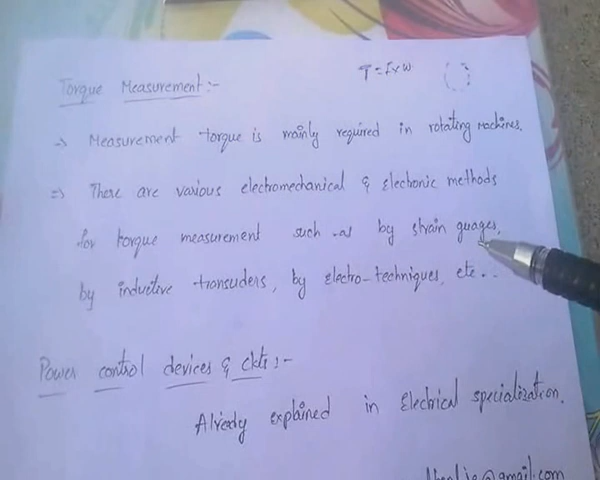 T = I x w
Torque Measurement :-
-> Measurement torque is mainly required in rotating machines.
=> There are various electromechanical & electronic methods
for torque measurement such as by strain guages,
by inductive transuders, by electro-techniques, etc..
Power control devices & ckts :-
Already explained in Electrical specialization.
@gmail.com